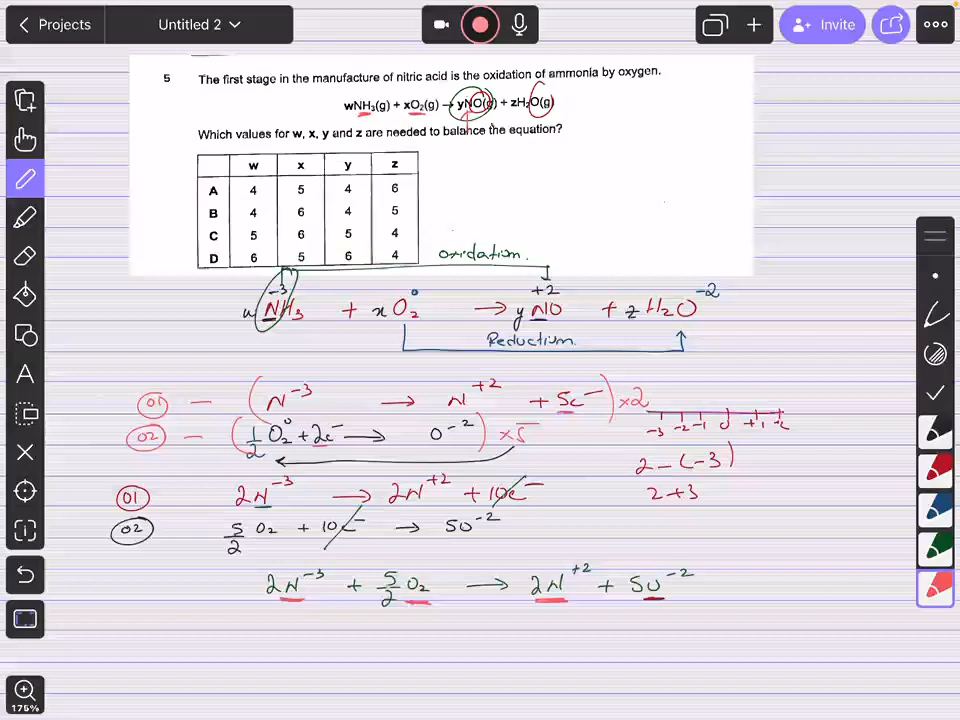 Projects
Untitled 2
Invite
5 The first stage in the manufacture of nitric acid is the oxidation of ammonia by oxygen.
wNH₃(g) + xO₂(g) → yNO(g) + zH₂O(g)
Which values for w, x, y and z are needed to balance the equation?
w x y z
A 4 5 4 6
B 4 6 4 5
C 5 6 5 4
D 6 5 6 4
oxidation.
-3 0 +2 -2
w NH₃ + x O₂ → y NO + z H₂O
Reduction.
01 - ( N⁻³ → N⁺² + 5e⁻ ) ×2
02 - ( 1/2 O₂⁰ + 2e⁻ → O⁻² ) ×5
-3 -2 -1 0 +1 +2
2 - (-3)
2 + 3
01 2N⁻³ → 2N⁺² + 10e⁻
02 5/2 O₂ + 10e⁻ → 5O⁻²
2N⁻³ + 5/2 O₂ → 2N⁺² + 5O⁻²
A
175%